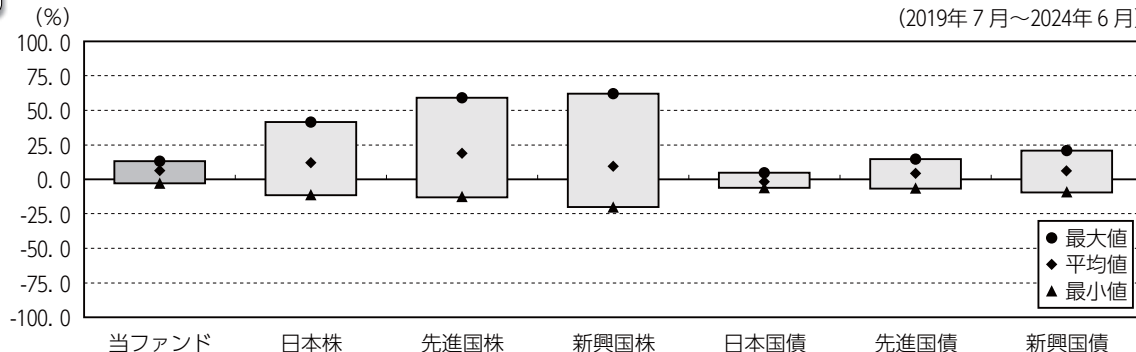 (%)
(2019年7月～2024年6月)
100.0
75.0
50.0
25.0
0.0
-25.0
-50.0
-75.0
-100.0
● 最大値
◆ 平均値
▲ 最小値
当ファンド 日本株 先進国株 新興国株 日本国債 先進国債 新興国債